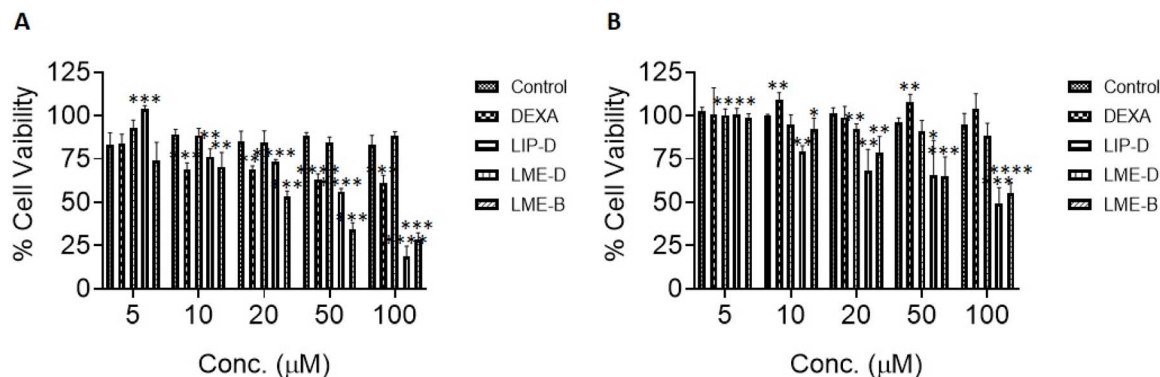 A
% Cell Vaibility
125
100
75
50
25
0
5 10 20 50 100
Conc. (μM)
Control
DEXA
LIP-D
LME-D
LME-B
B
% Cell Vaibility
125
100
75
50
25
0
5 10 20 50 100
Conc. (μM)
Control
DEXA
LIP-D
LME-D
LME-B